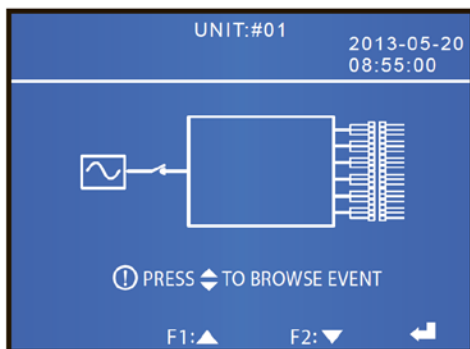 UNIT:#01
2013-05-20
08:55:00
! PRESS TO BROWSE EVENT
F1:▲ F2:▼